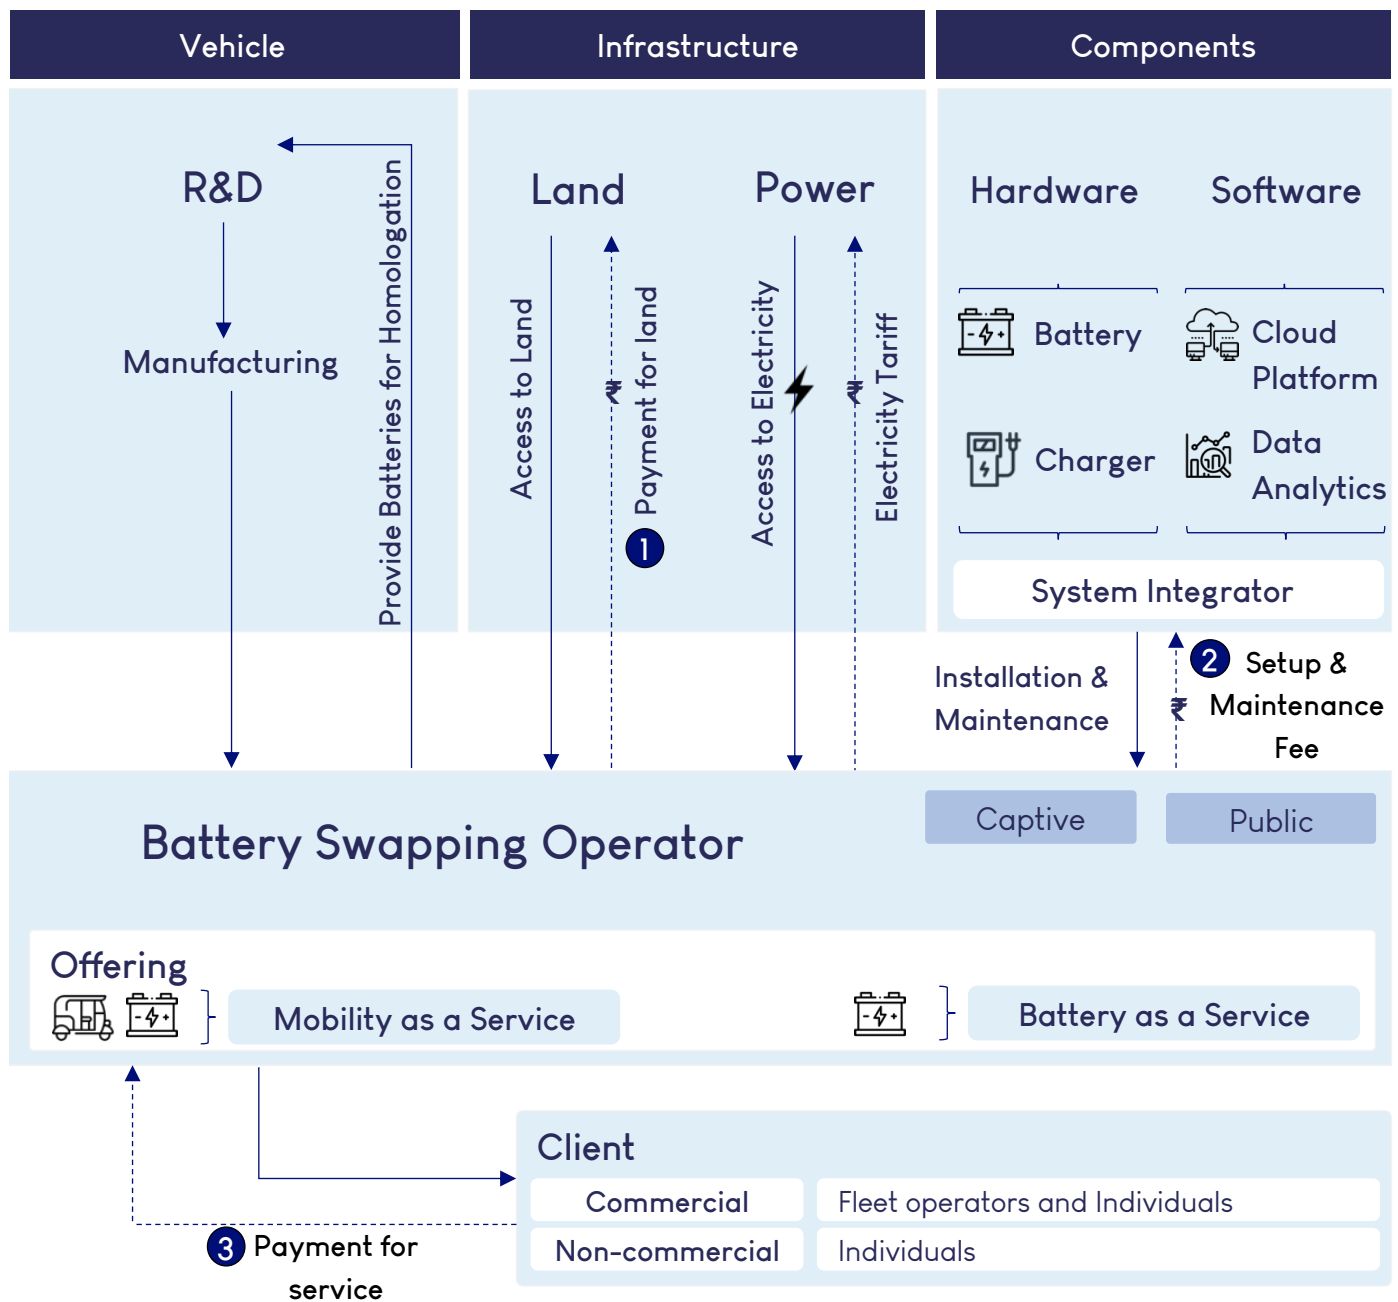 Vehicle
Infrastructure
Components
R&D
Manufacturing
Provide Batteries for Homologation
Land
Power
Access to Land
₹
Payment for land
1
Access to Electricity
₹
Electricity Tariff
Hardware
Software
Battery
Charger
Cloud
Platform
Data
Analytics
System Integrator
Installation &
Maintenance
₹
2
Setup &
Maintenance
Fee
Battery Swapping Operator
Captive
Public
Offering
Mobility as a Service
Battery as a Service
Client
Commercial
Fleet operators and Individuals
Non-commercial
Individuals
3
Payment for
service